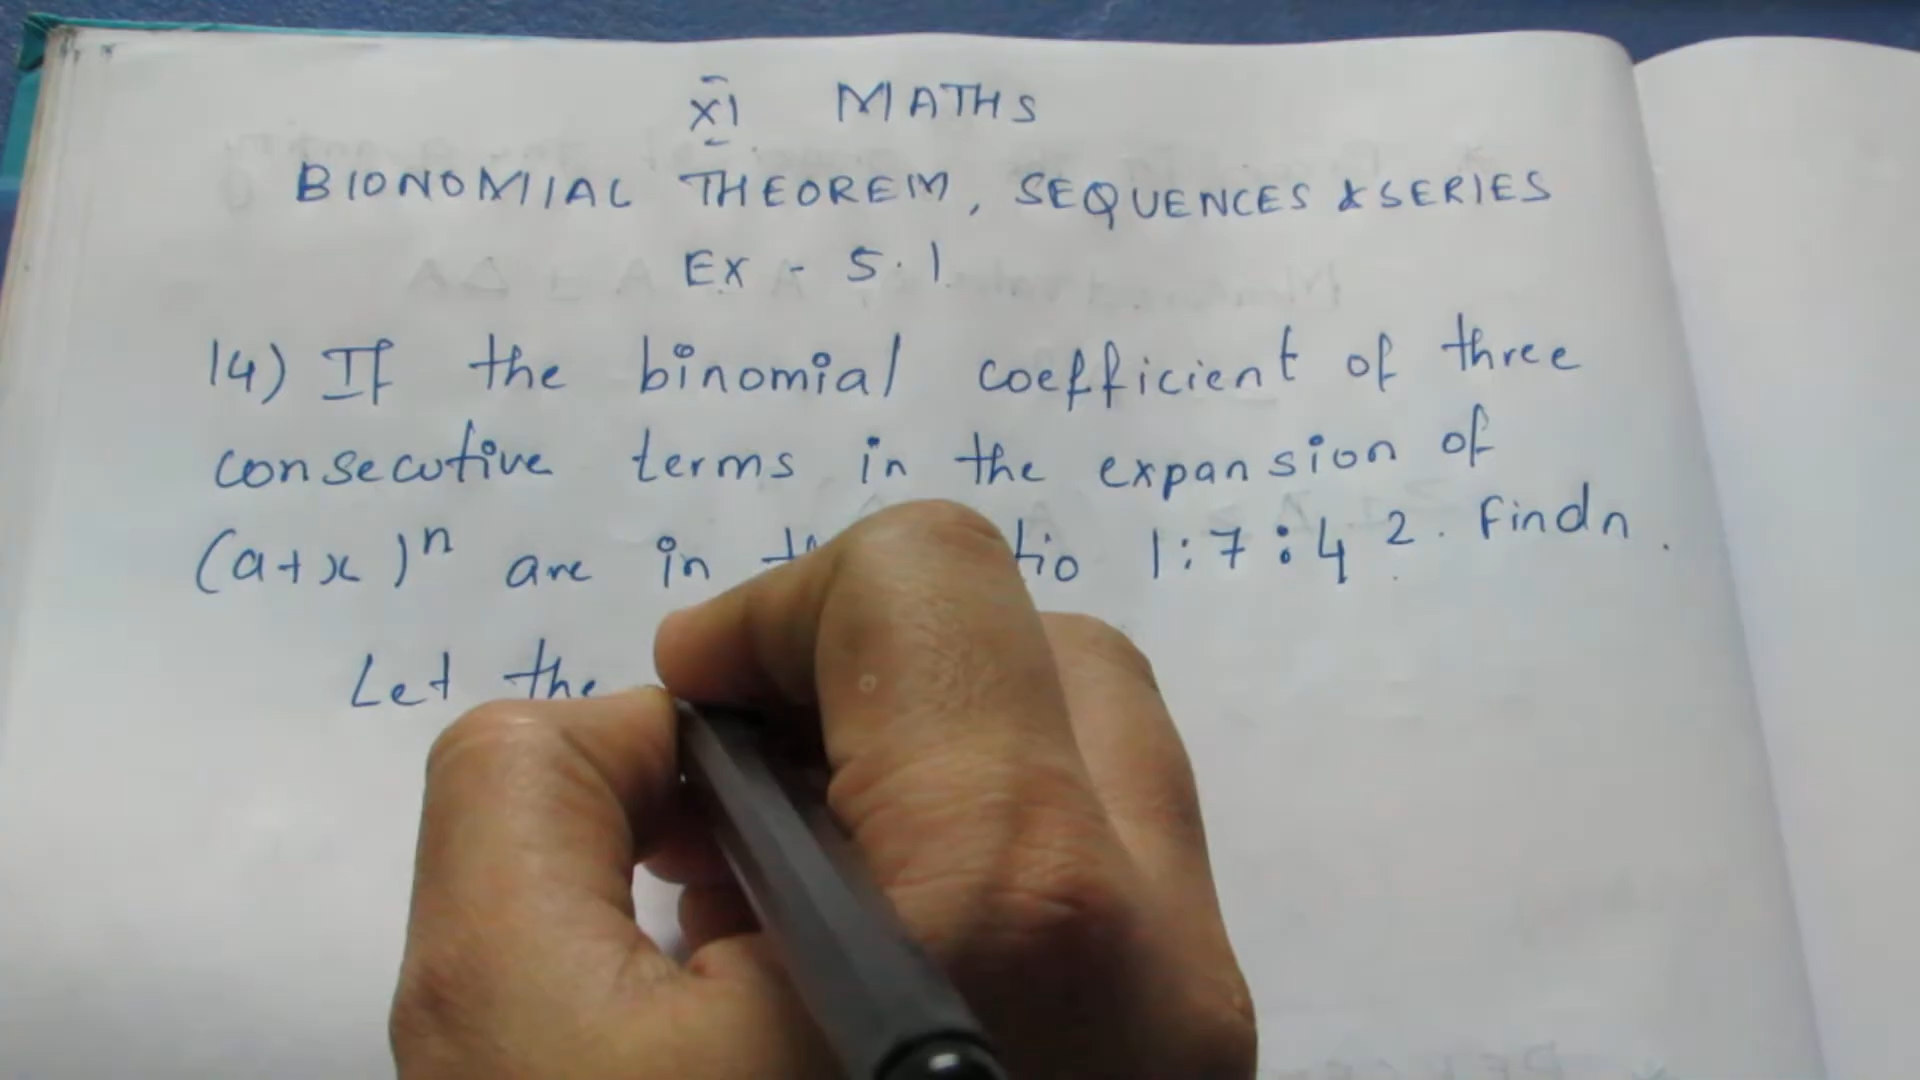 XI MATHS
BIONOMIAL THEOREM, SEQUENCES & SERIES
Ex - 5.1
14) If the binomial coefficient of three
consecutive terms in the expansion of
(a+x)^n are in 1:7:42. Find n.
Let the